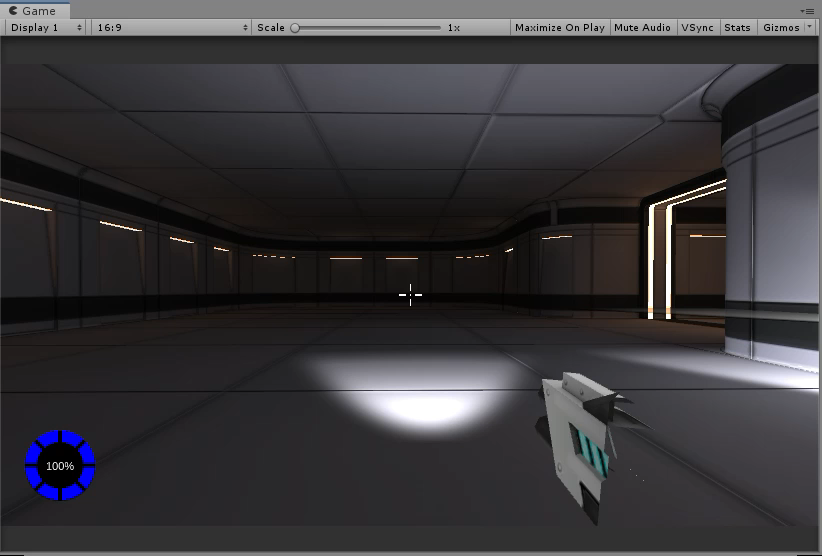 Game
Display 1 16:9 Scale 1x Maximize On Play Mute Audio VSync Stats Gizmos
100%